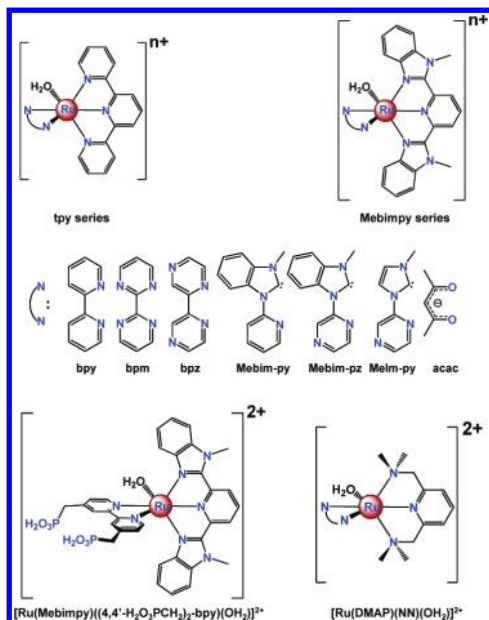 n+
n+
H₂O
Ru
N
N
N
N
N
H₂O
Ru
N
N
N
N
N
N
N
tpy series
Mebimpy series
N
N
:
N
N
N
N
N
N
N
N
N
N
N
N
:
N
N
N
:
N
N
N
N
:
N
N
N
⊖
O
O
bpy
bpm
bpz
Mebim-py
Mebim-pz
MeIm-py
acac
2+
2+
H₂O
Ru
N
N
N
N
N
N
N
H₂O₃P
H₂O₃P
H₂O
Ru
N
N
N
N
N
[Ru(Mebimpy)((4,4'-H₂O₃PCH₂)₂-bpy)(OH₂)]²⁺
[Ru(DMAP)(NN)(OH₂)]²⁺